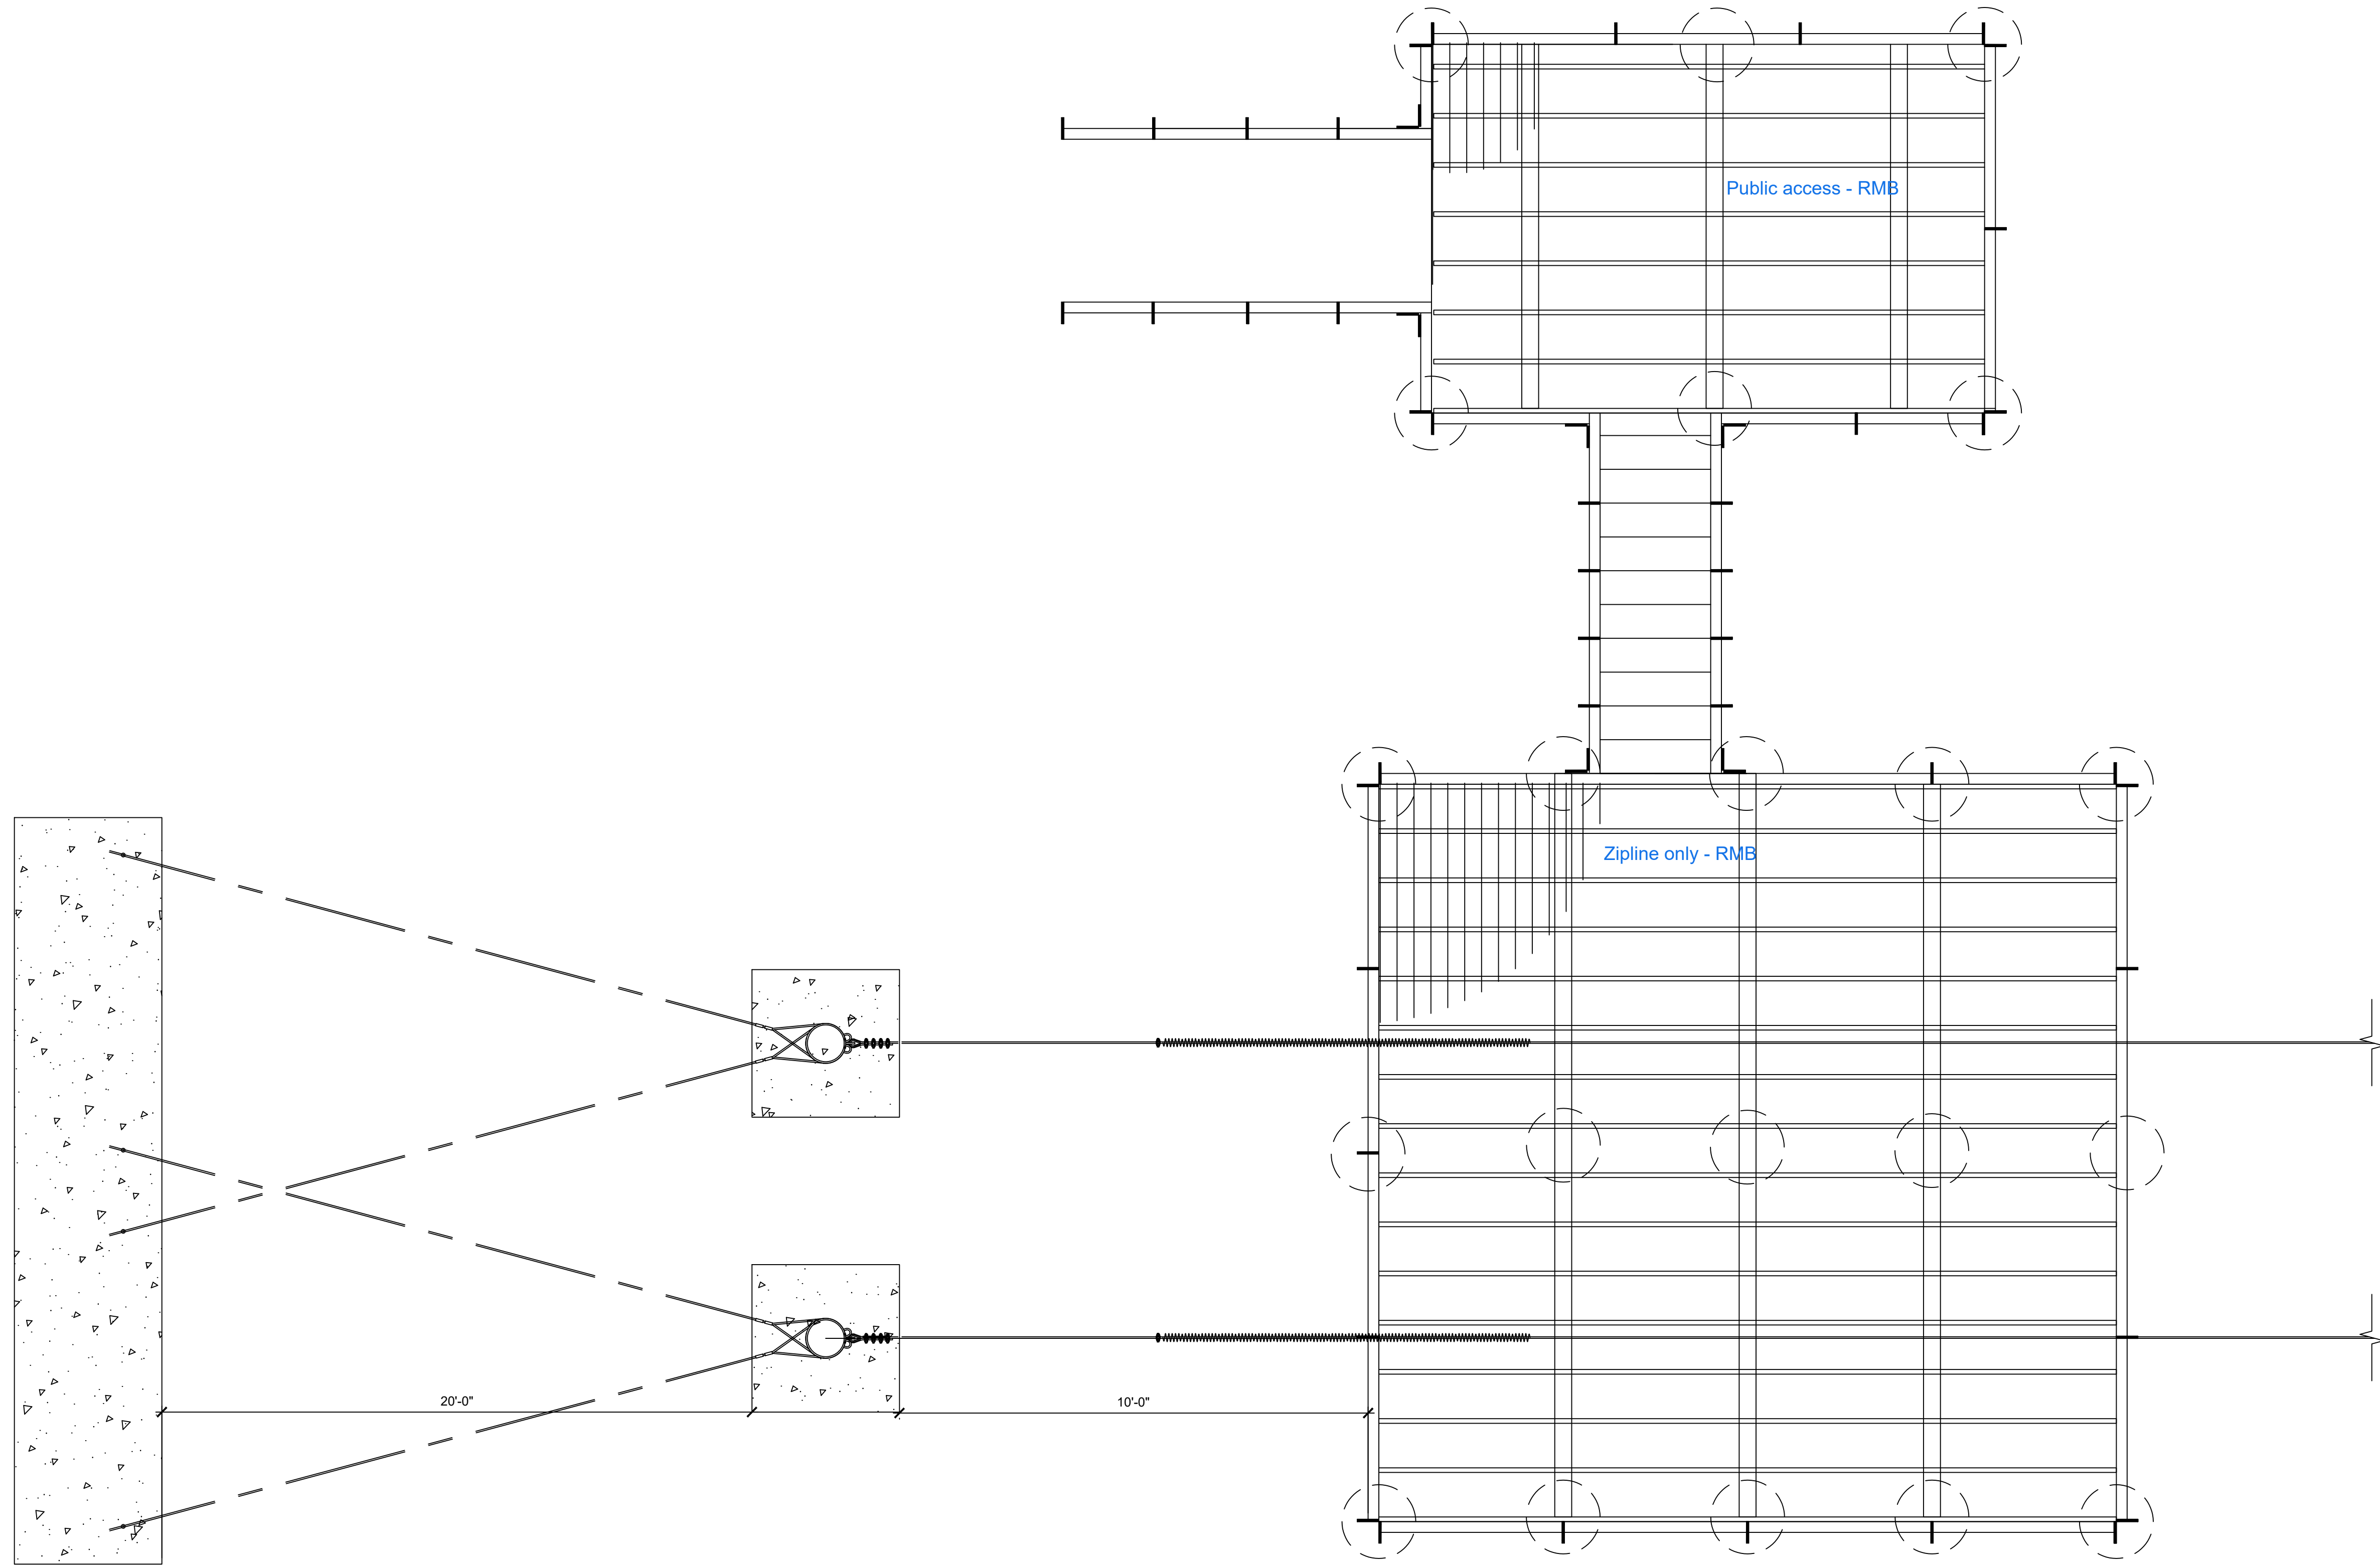 Public access - RMB
Zipline only - RMB
20'-0"
10'-0"